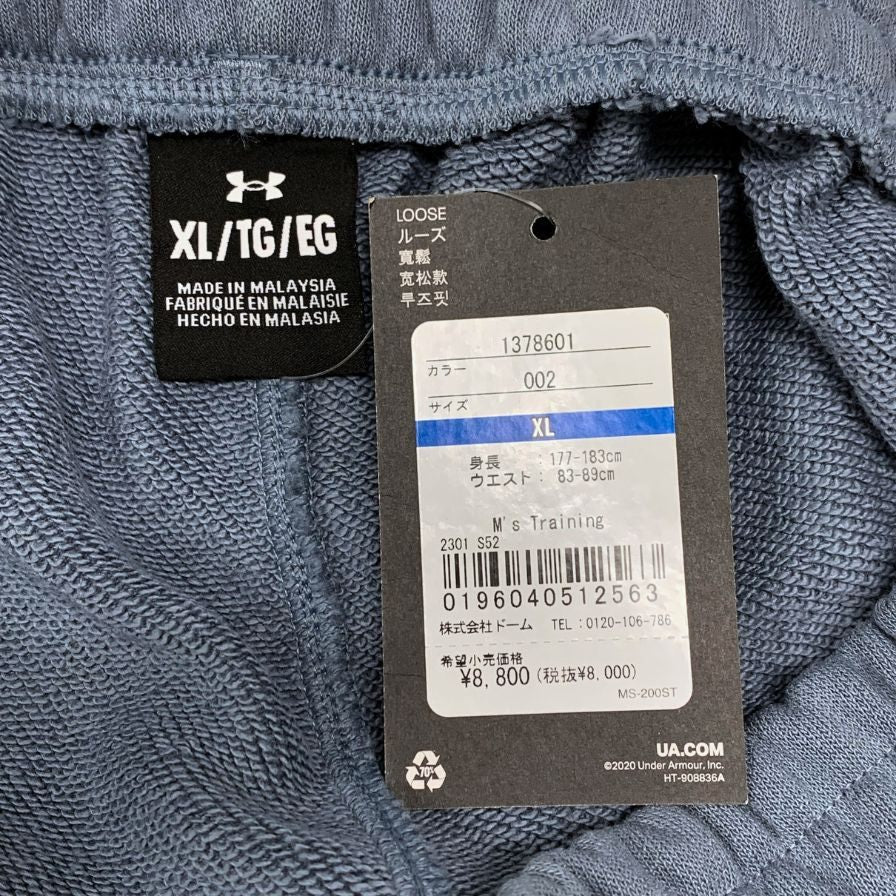 XL/TG/EG
MADE IN MALAYSIA
FABRIQUÉ EN MALAISIE
HECHO EN MALASIA
LOOSE
ルーズ
寬鬆
宽松款
루즈핏
1378601
カラー
002
サイズ
XL
身長 :177-183cm
ウエスト: 83-89cm
M's Training
2301 S52
0196040512563
株式会社ドーム TEL:0120-106-786
希望小売価格
¥8,800(税抜¥8,000)
MS-200ST
70%
UA.COM
©2020 Under Armour, Inc.
HT-908836A